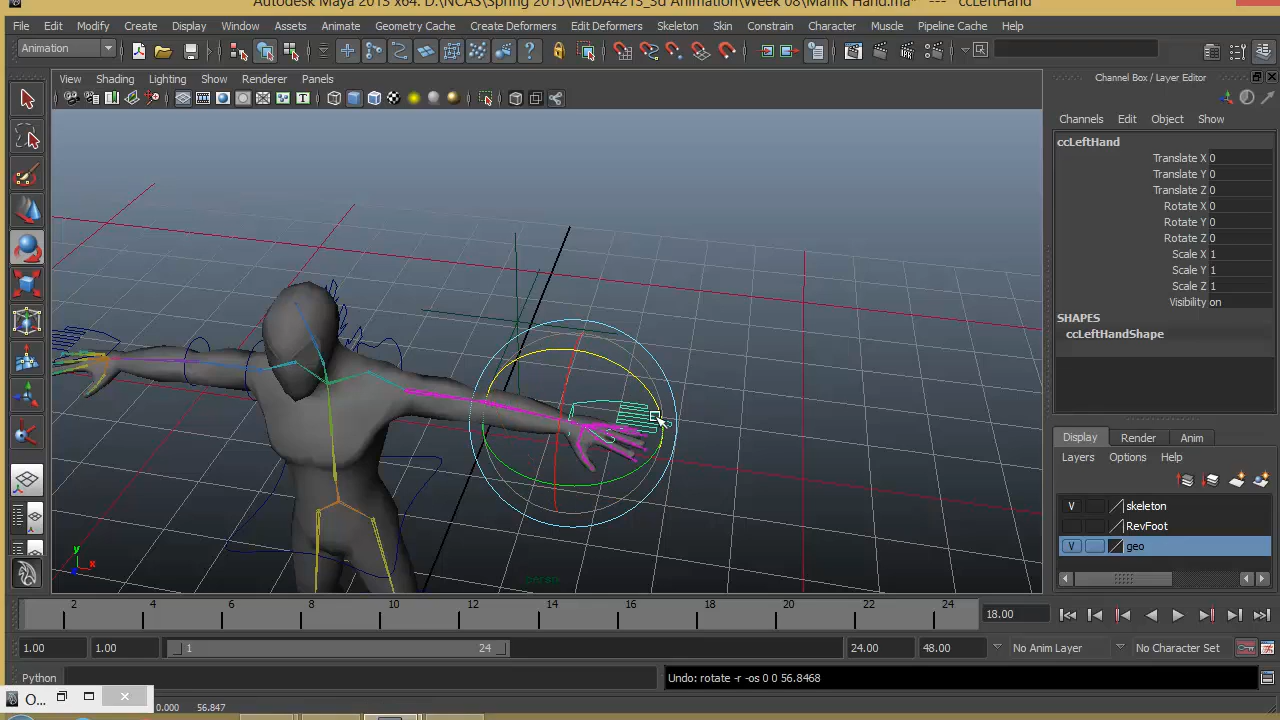 Autodesk Maya 2013 x64: D:\NCAS\Spring 2013\MEDA4213_3d Animation\Week 08\ManIK Hand.ma* --- ccLeftHand
File Edit Modify Create Display Window Assets Animate Geometry Cache Create Deformers Edit Deformers Skeleton Skin Constrain Character Muscle Pipeline Cache Help
Animation
View Shading Lighting Show Renderer Panels
Channel Box / Layer Editor
Channels Edit Object Show
ccLeftHand
Translate X 0
Translate Y 0
Translate Z 0
Rotate X 0
Rotate Y 0
Rotate Z 0
Scale X 1
Scale Y 1
Scale Z 1
Visibility on
SHAPES
ccLeftHandShape
Display Render Anim
Layers Options Help
V skeleton
RevFoot
V geo
y
x
persp
2 4 6 8 10 12 14 16 18 20 22 24
18.00
1.00 1.00 1 24 24.00 48.00 No Anim Layer No Character Set
Python Undo: rotate -r -os 0 0 56.8468
O...
0.000 56.847